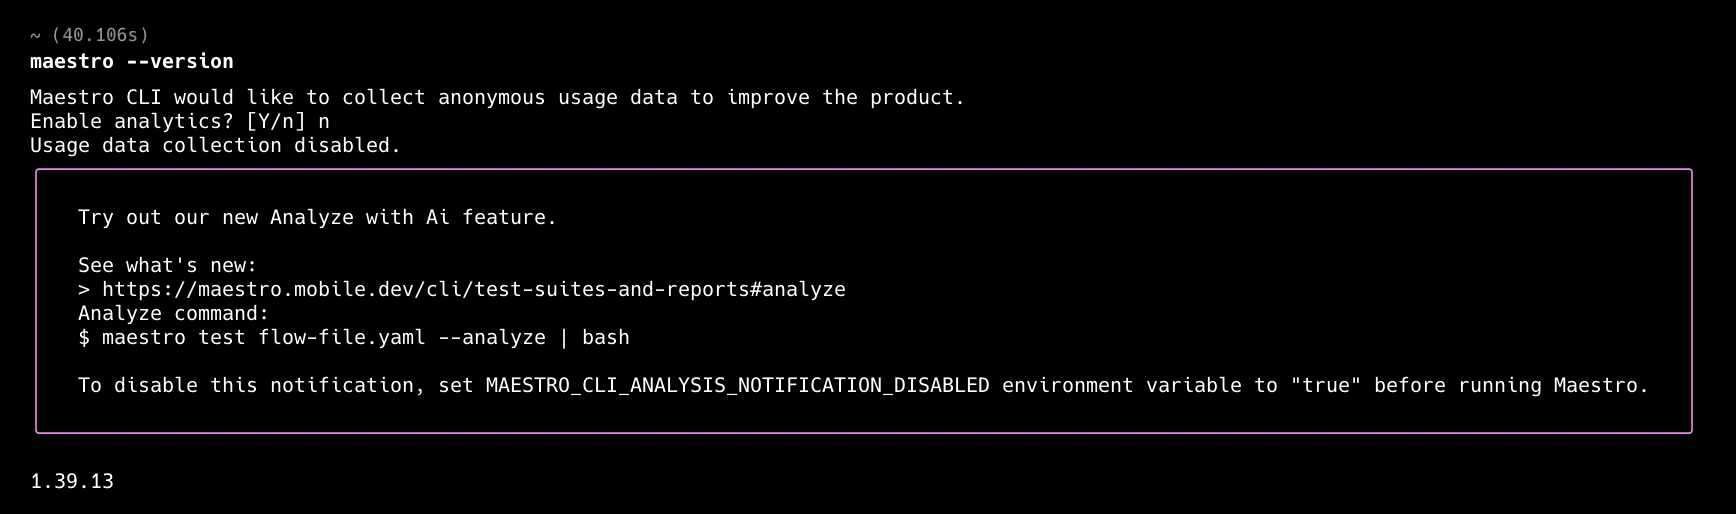 ~ (40.106s)
maestro --version
Maestro CLI would like to collect anonymous usage data to improve the product.
Enable analytics? [Y/n] n
Usage data collection disabled.
Try out our new Analyze with Ai feature.
See what's new:
> https://maestro.mobile.dev/cli/test-suites-and-reports#analyze
Analyze command:
$ maestro test flow-file.yaml --analyze | bash
To disable this notification, set MAESTRO_CLI_ANALYSIS_NOTIFICATION_DISABLED environment variable to "true" before running Maestro.
1.39.13